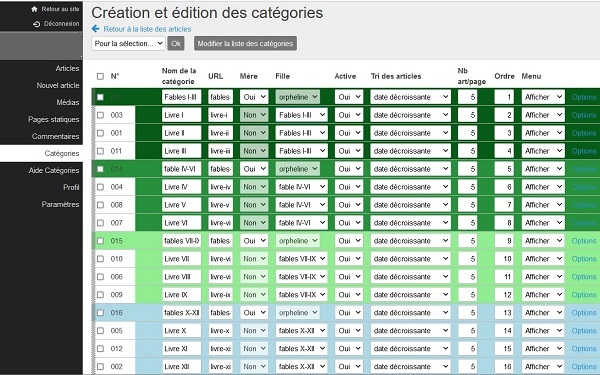 Retour au site
Déconnexion
Articles
Nouvel article
Médias
Pages statiques
Commentaires
Catégories
Aide Catégories
Profil
Paramètres
Création et édition des catégories
Retour à la liste des articles
Pour la sélection... Ok Modifier la liste des catégories
N° Nom de la catégorie URL Mère Fille Active Tri des articles Nb art/page Ordre Menu
Fables I-III fables- Oui orpheline Oui date décroissante 5 1 Afficher Options
003 Livre I livre-i Non Fables I-III Oui date décroissante 5 2 Afficher Options
001 Livre II livre-ii Non Fables I-III Oui date décroissante 5 3 Afficher Options
011 Livre III livre-iii Non Fables I-III Oui date décroissante 5 4 Afficher Options
014 fable IV-VI fables- Oui orpheline Oui date décroissante 5 5 Afficher Options
004 Livre IV livre-iv Non fable IV-VI Oui date décroissante 5 6 Afficher Options
008 Livre V livre-v Non fable IV-VI Oui date décroissante 5 7 Afficher Options
007 Livre VI livre-vi Non fable IV-VI Oui date décroissante 5 8 Afficher Options
015 fables VII-IX fables- Oui orpheline Oui date décroissante 5 9 Afficher Options
010 Livre VII livre-vi Non fables VII-IX Oui date décroissante 5 10 Afficher Options
006 Livre VIII livre-vi Non fables VII-IX Oui date décroissante 5 11 Afficher Options
009 Livre IX livre-ix Non fables VII-IX Oui date décroissante 5 12 Afficher Options
016 fables X-XII fables- Oui orpheline Oui date décroissante 5 13 Afficher Options
005 Livre X livre-x Non fables X-XII Oui date décroissante 5 14 Afficher Options
012 Livre XI livre-xi Non fables X-XII Oui date décroissante 5 15 Afficher Options
002 Livre XII livre-xi Non fables X-XII Oui date décroissante 5 16 Afficher Options